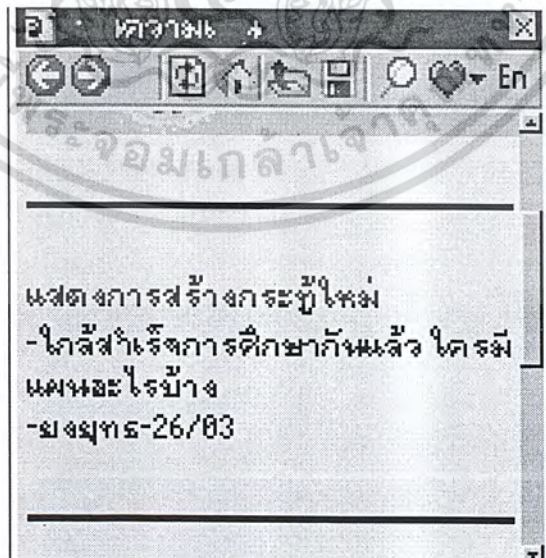 En
แสดงการสร้างกระทู้ใหม่
-ใกล้สำเร็จการศึกษากันแล้ว ใครมี
แผนอะไรบ้าง
-ยงยุทธ-26/03